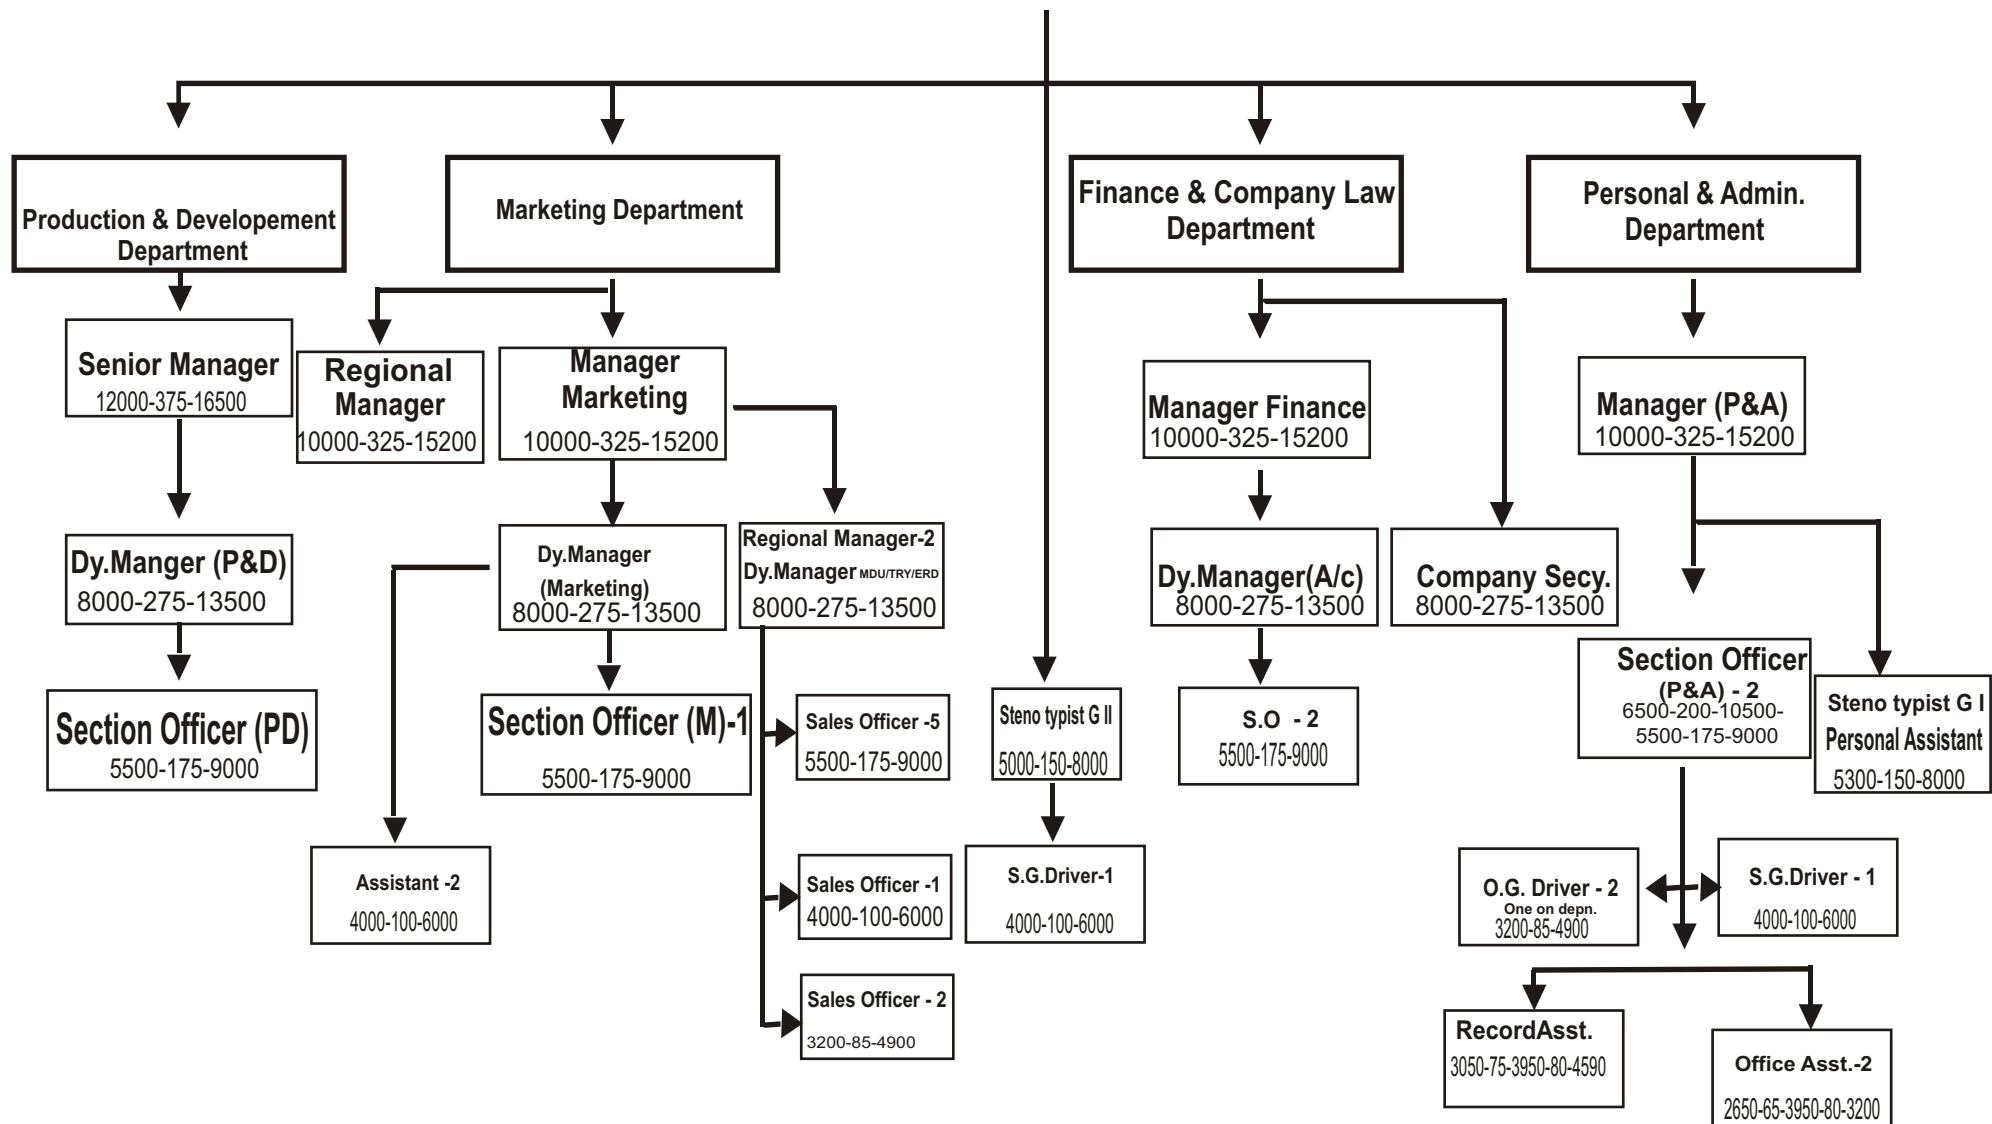 Production & Developement
Department
Marketing Department
Finance & Company Law
Department
Personal & Admin.
Department
Senior Manager
12000-375-16500
Regional
Manager
10000-325-15200
Manager
Marketing
10000-325-15200
Manager Finance
10000-325-15200
Manager (P&A)
10000-325-15200
Dy.Manger (P&D)
8000-275-13500
Dy.Manager
(Marketing)
8000-275-13500
Regional Manager-2
Dy.Manager MDU/TRY/ERD
8000-275-13500
Dy.Manager(A/c)
8000-275-13500
Company Secy.
8000-275-13500
Section Officer (PD)
5500-175-9000
Section Officer (M)-1
5500-175-9000
Sales Officer -5
5500-175-9000
Steno typist G II
5000-150-8000
S.O - 2
5500-175-9000
Section Officer
(P&A) - 2
6500-200-10500-
5500-175-9000
Steno typist G I
Personal Assistant
5300-150-8000
Assistant -2
4000-100-6000
Sales Officer -1
4000-100-6000
S.G.Driver-1
4000-100-6000
O.G. Driver - 2
One on depn.
3200-85-4900
S.G.Driver - 1
4000-100-6000
Sales Officer - 2
3200-85-4900
RecordAsst.
3050-75-3950-80-4590
Office Asst.-2
2650-65-3950-80-3200